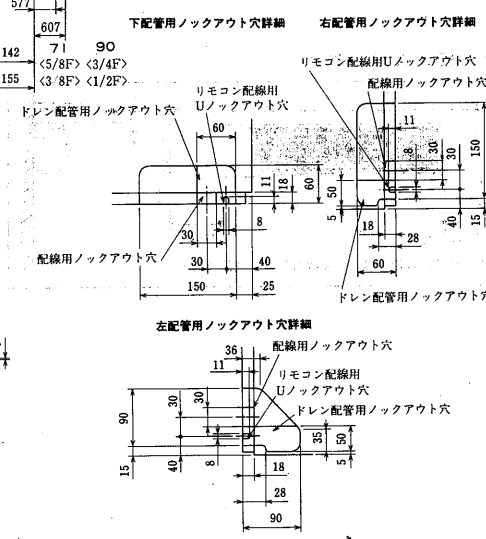 577
607
142
155
71 90
<5/8F> <3/4F>
<3/8F> <1/2F>
下配管用ノックアウト穴詳細
リモコン配線用
Uノックアウト穴
ドレン配管用ノックアウト穴
60
11
18
60
8
30
30
40
150
25
配線用ノックアウト穴
右配管用ノックアウト穴詳細
リモコン配線用Uノックアウト穴
配線用ノックアウト穴
11
8
30
30
150
50
5
18
28
40
15
60
ドレン配管用ノックアウト穴
左配管用ノックアウト穴詳細
36
配線用ノックアウト穴
11
リモコン配線用
Uノックアウト穴
ドレン配管用ノックアウト穴
30
30
90
15
40
8
35
50
5
18
28
90